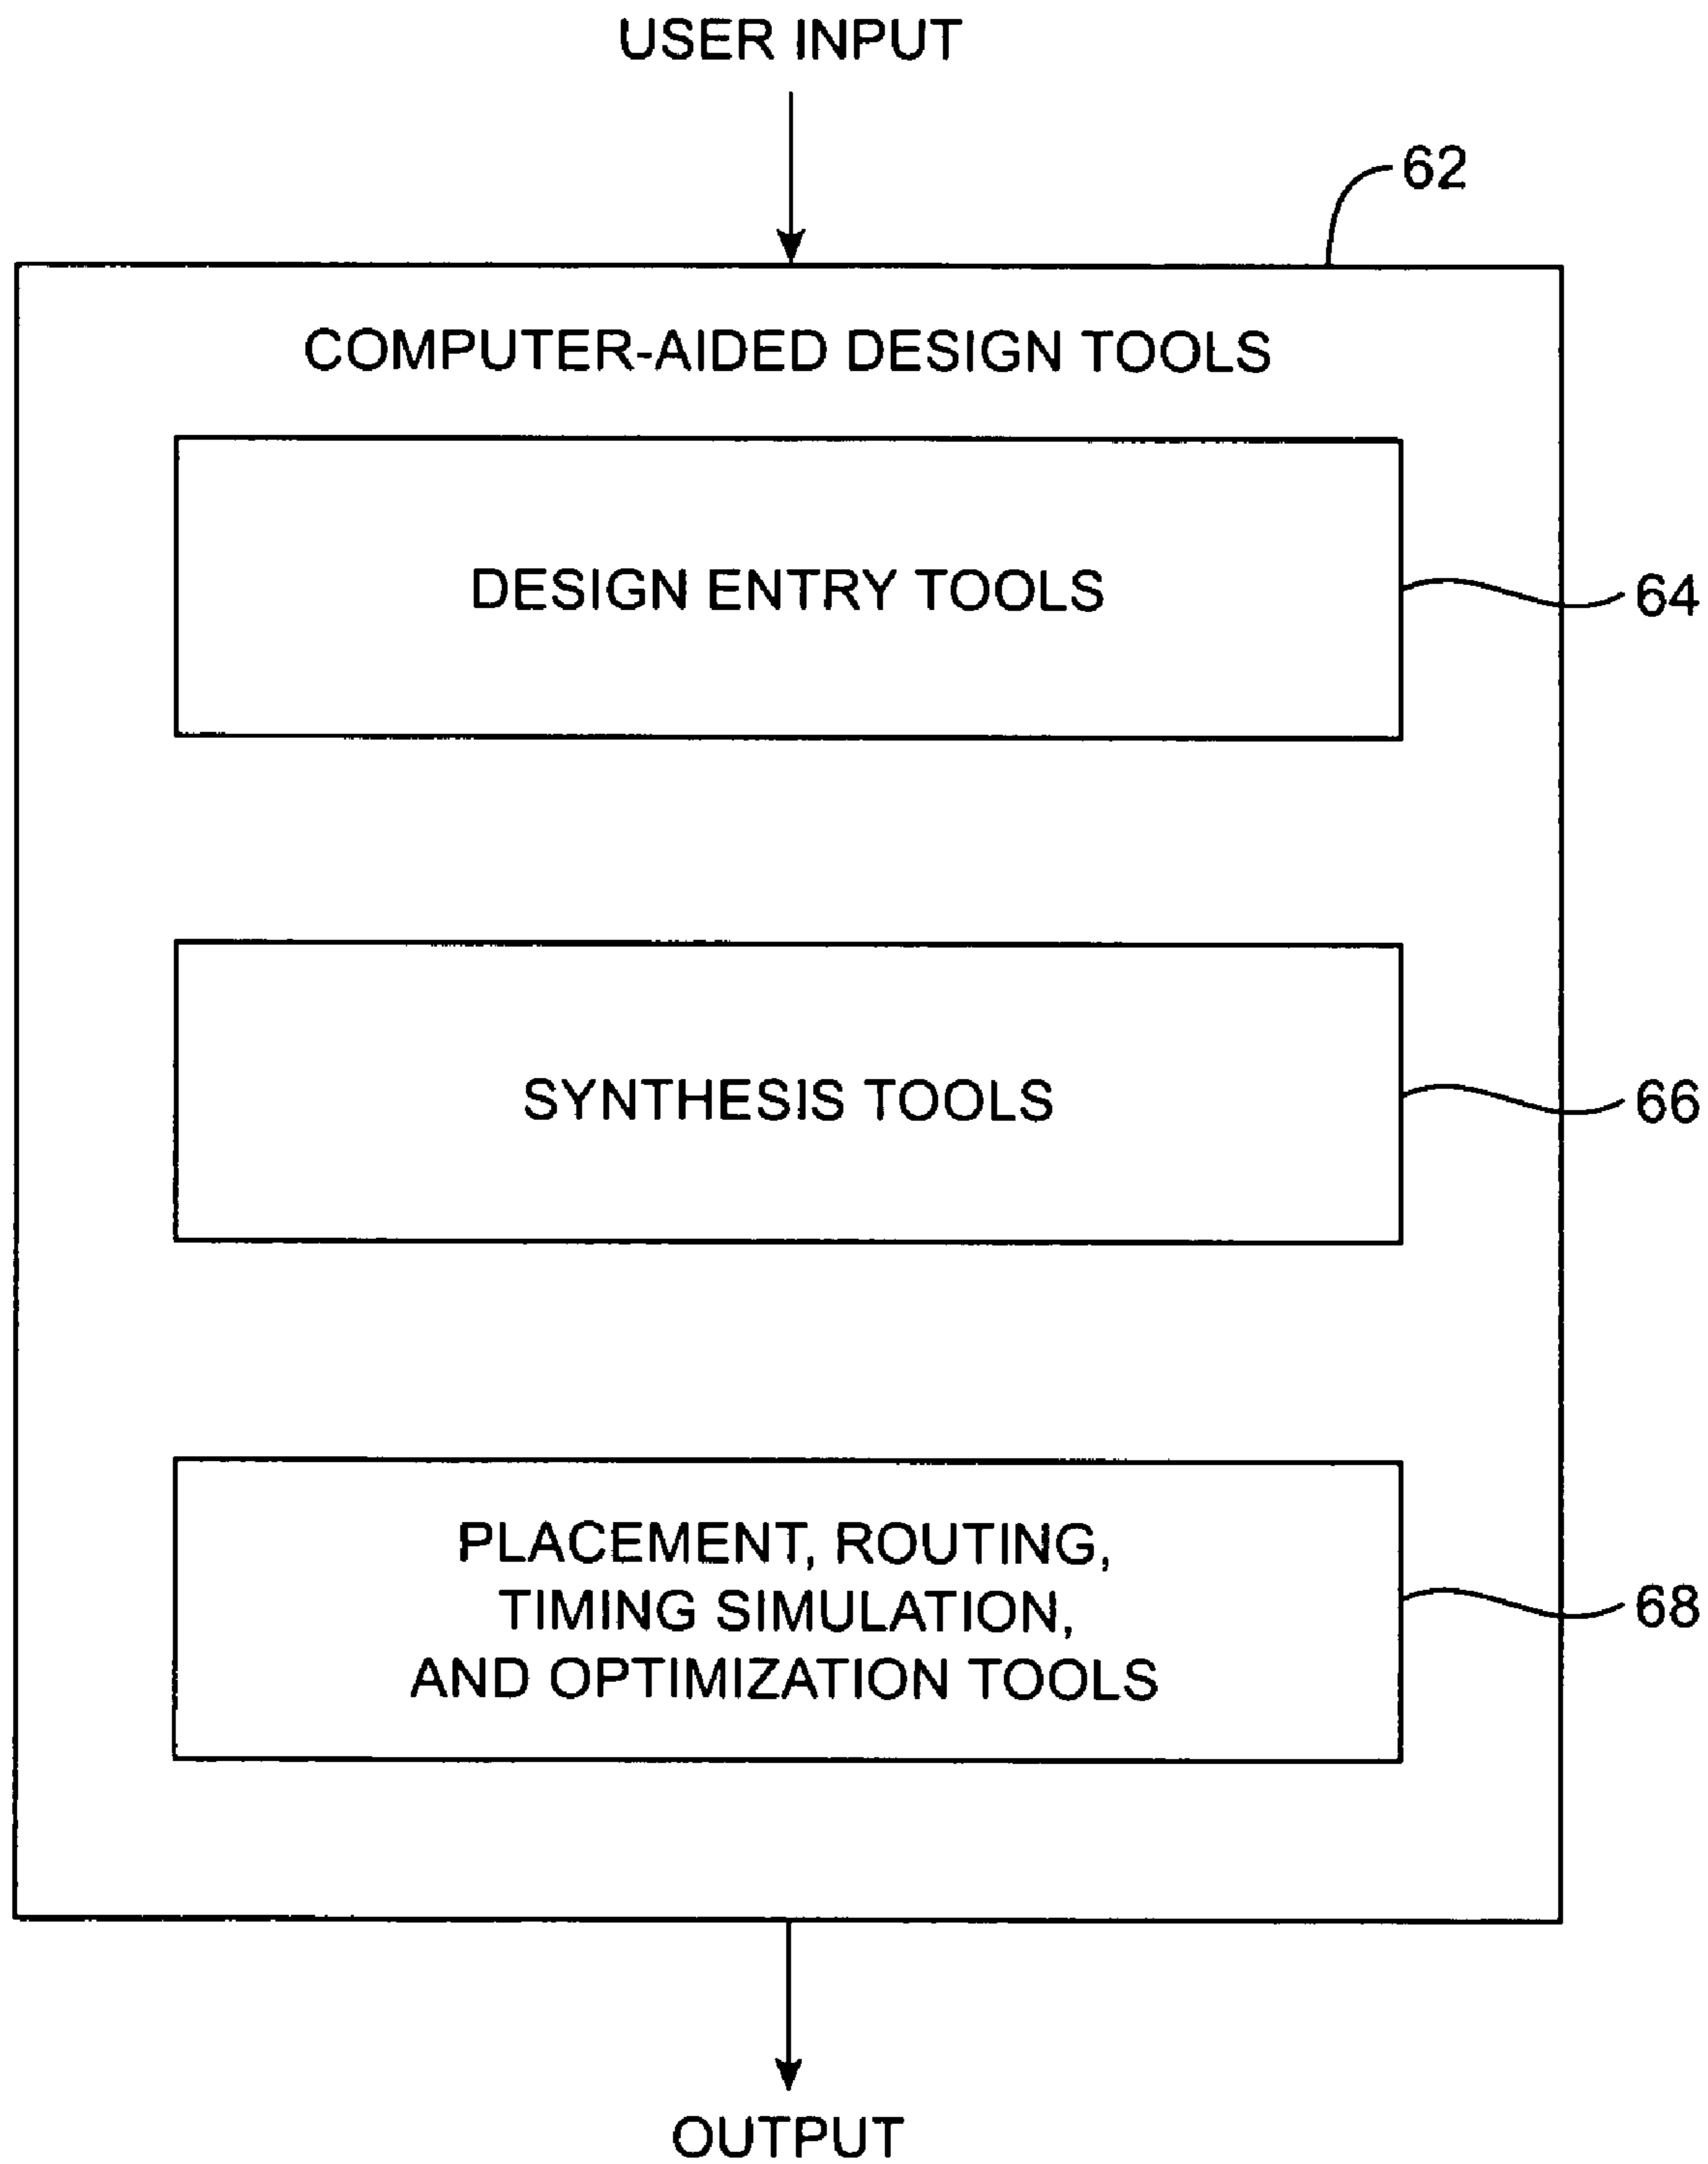 USER INPUT
62
COMPUTER-AIDED DESIGN TOOLS
DESIGN ENTRY TOOLS
64
SYNTHESIS TOOLS
66
PLACEMENT, ROUTING,
TIMING SIMULATION,
AND OPTIMIZATION TOOLS
68
OUTPUT